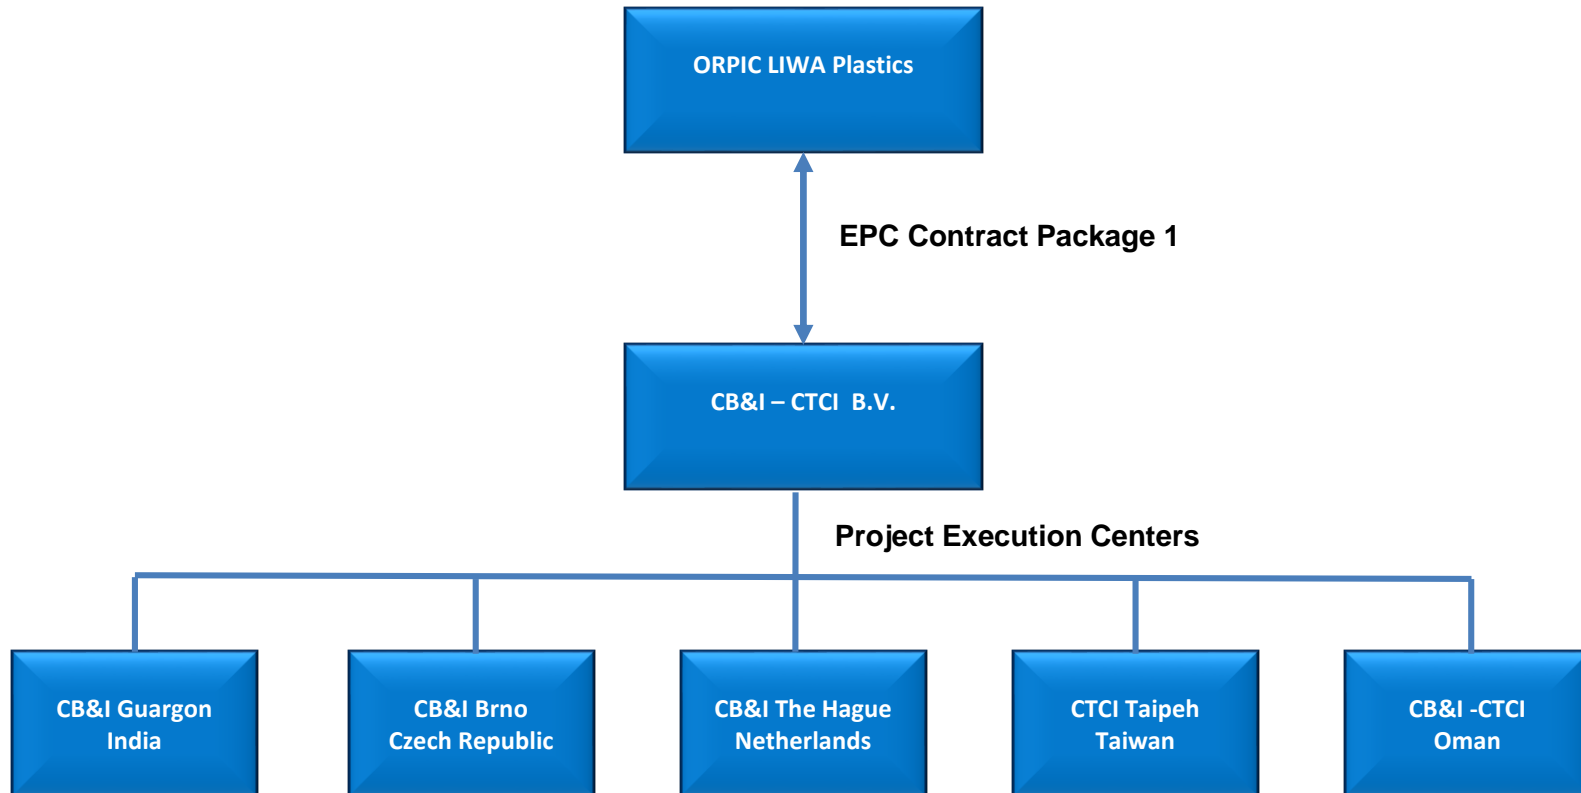 ORPIC LIWA Plastics
EPC Contract Package 1
CB&I – CTCI B.V.
Project Execution Centers
CB&I Guargon
India
CB&I Brno
Czech Republic
CB&I The Hague
Netherlands
CTCI Taipeh
Taiwan
CB&I -CTCI
Oman